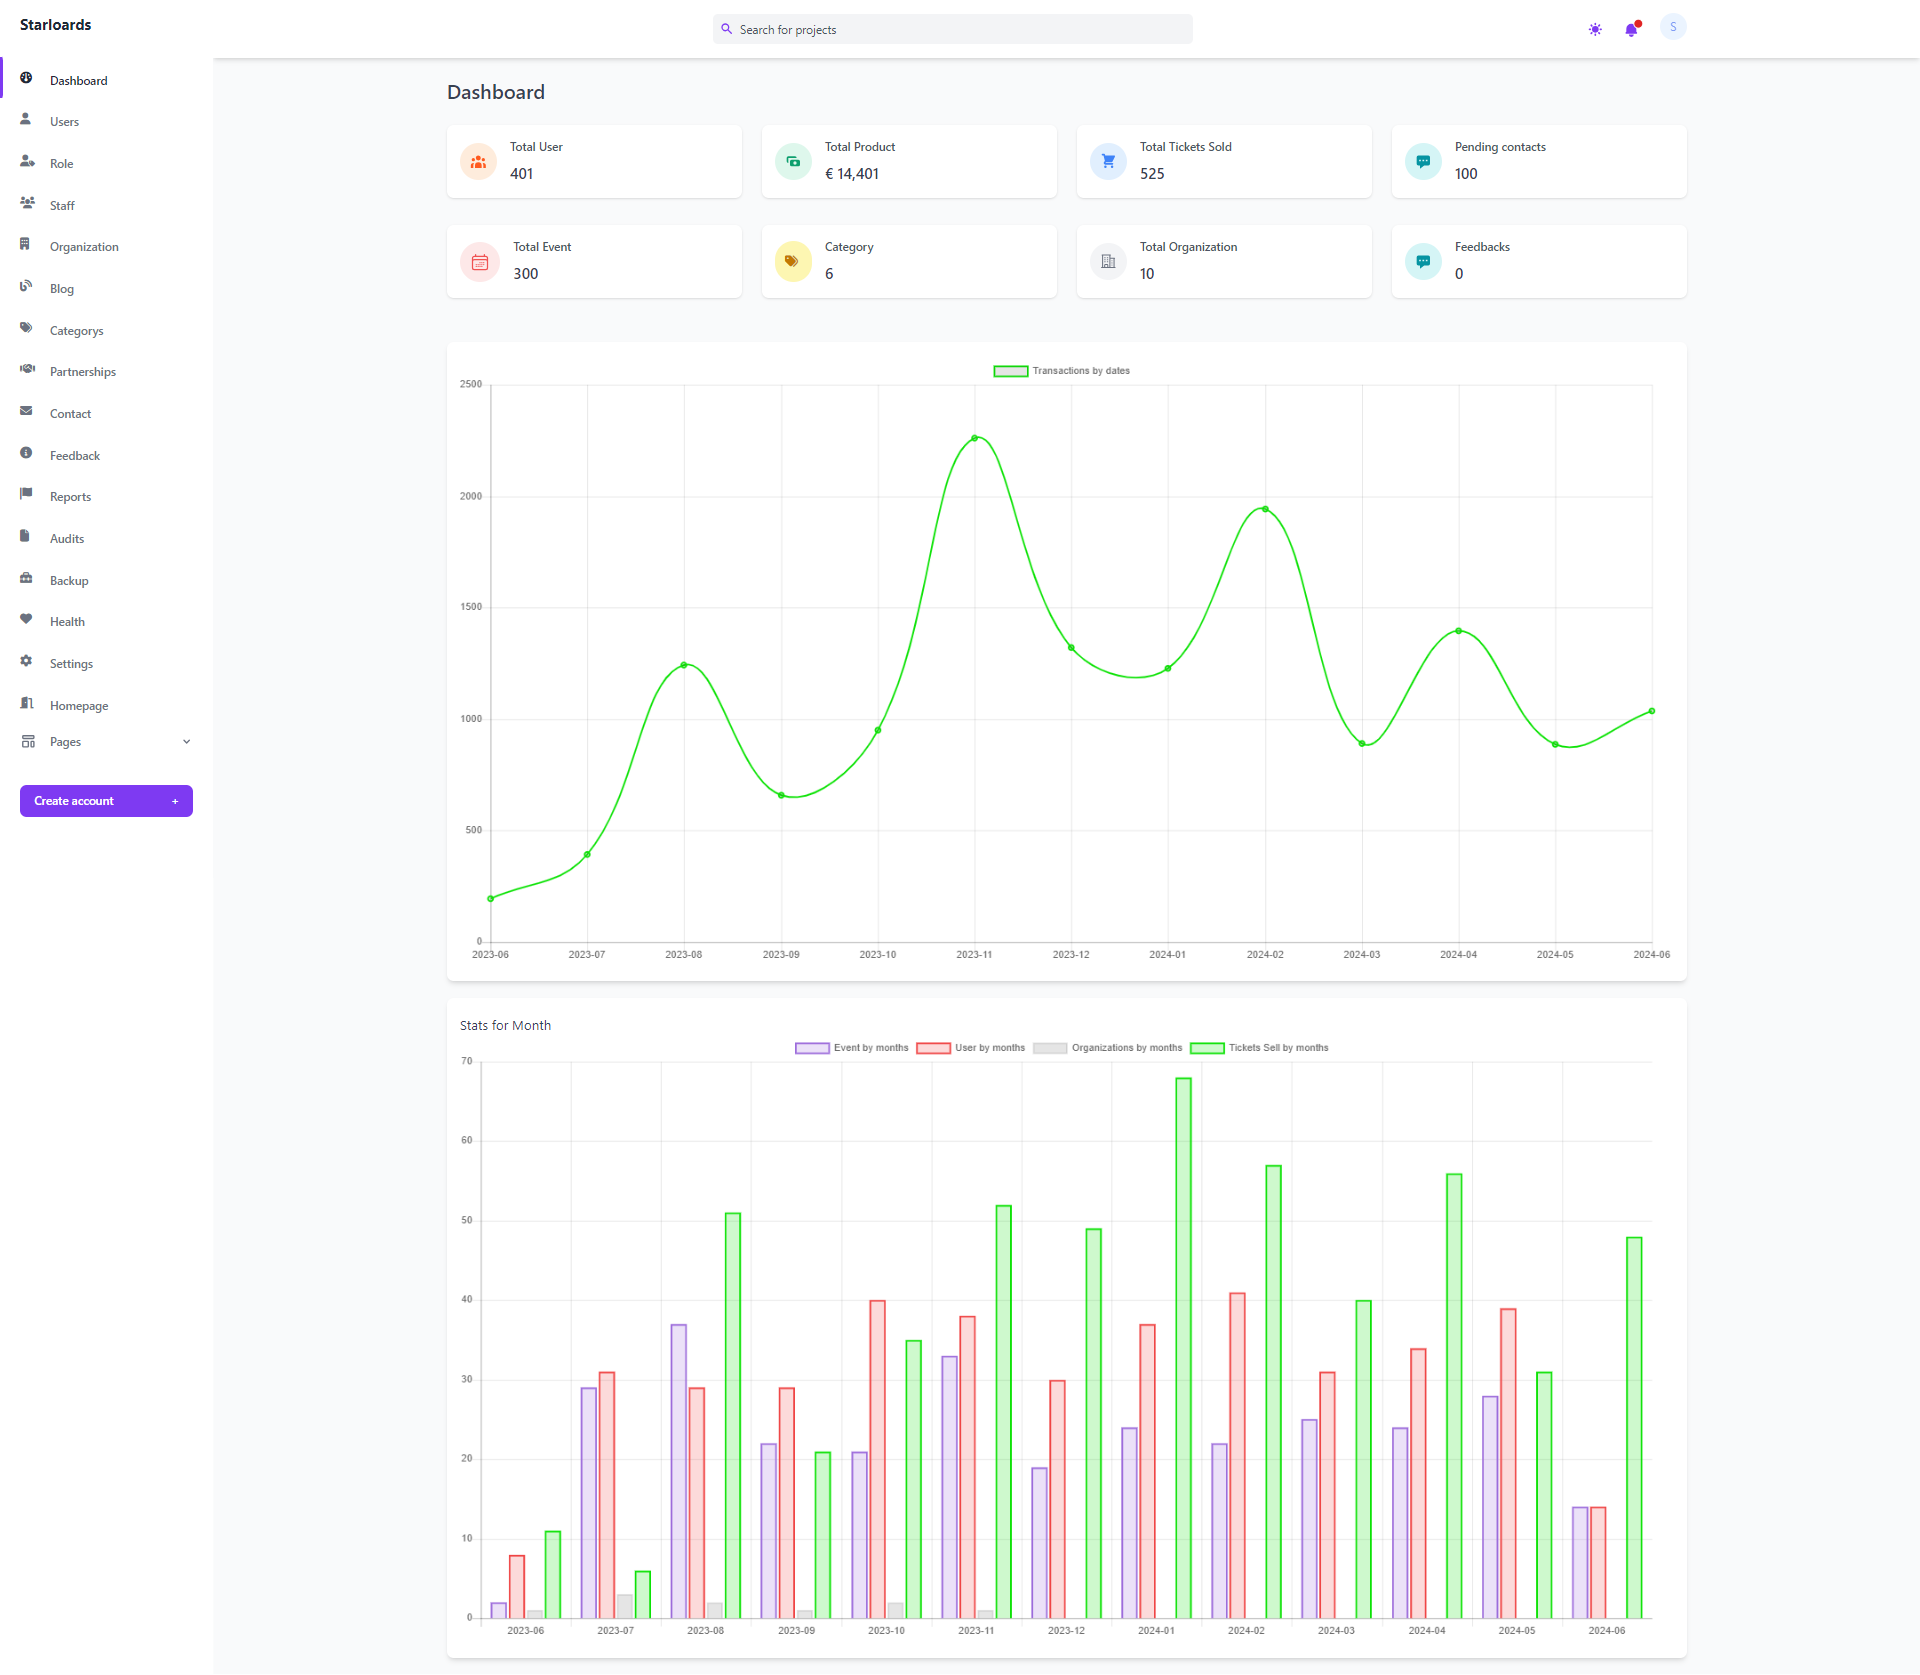 Starloards
Search for projects
S
Dashboard
Users
Role
Staff
Organization
Blog
Categorys
Partnerships
Contact
Feedback
Reports
Audits
Backup
Health
Settings
Homepage
Pages
Create account +
Dashboard
Total User
401
Total Product
€ 14,401
Total Tickets Sold
525
Pending contacts
100
Total Event
300
Category
6
Total Organization
10
Feedbacks
0
Transactions by dates
2500
2000
1500
1000
500
0
2023-06 2023-07 2023-08 2023-09 2023-10 2023-11 2023-12 2024-01 2024-02 2024-03 2024-04 2024-05 2024-06
Stats for Month
Event by months User by months Organizations by months Tickets Sell by months
70
60
50
40
30
20
10
0
2023-06 2023-07 2023-08 2023-09 2023-10 2023-11 2023-12 2024-01 2024-02 2024-03 2024-04 2024-05 2024-06